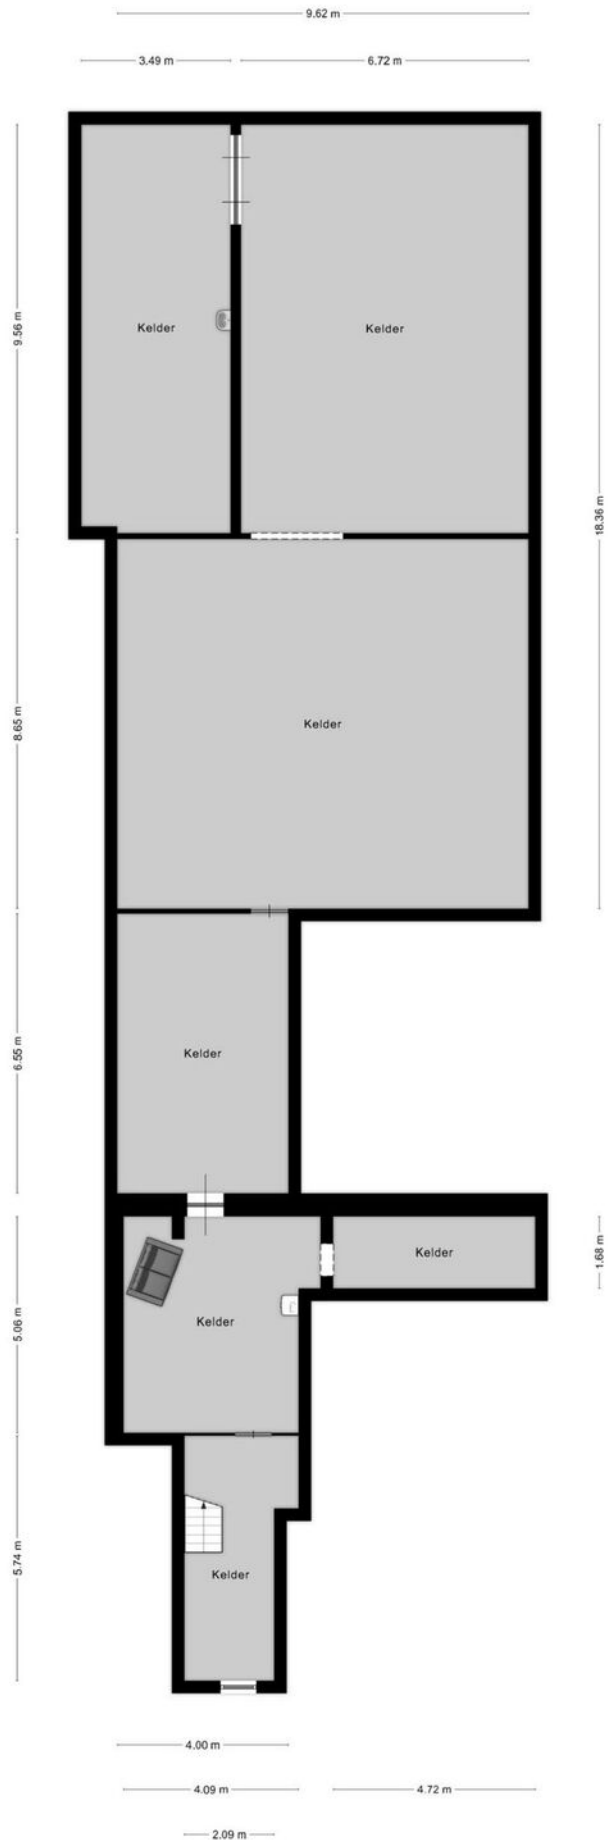 9.62 m
3.49 m
6.72 m
9.56 m
Kelder
Kelder
18.36 m
8.65 m
Kelder
6.55 m
Kelder
Kelder
1.68 m
5.06 m
Kelder
5.74 m
Kelder
4.00 m
4.09 m
4.72 m
2.09 m